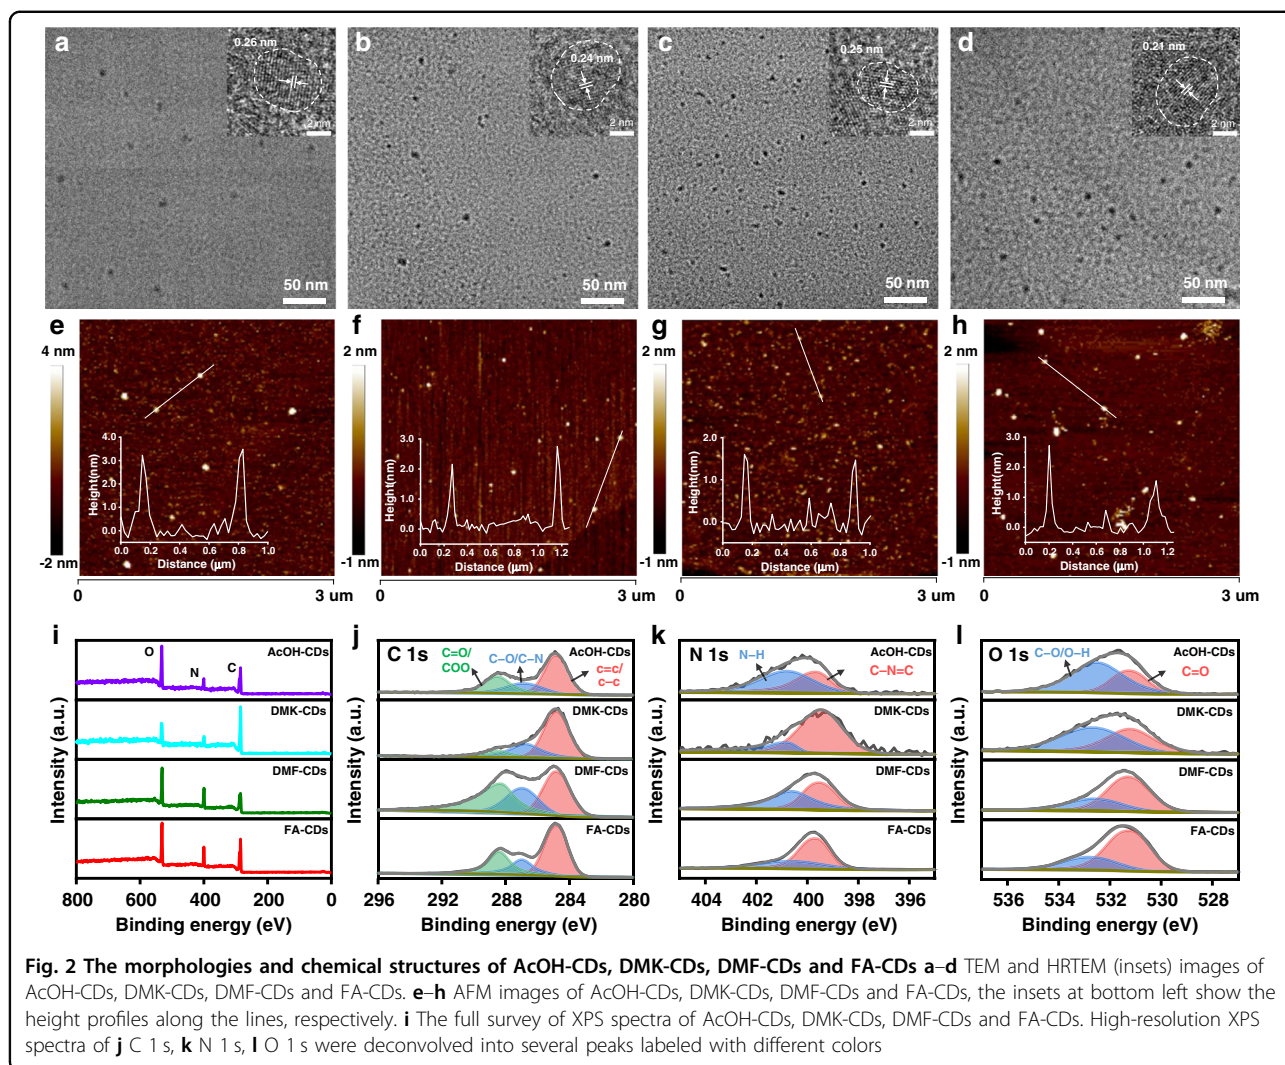 a
0.26 nm
2 nm
50 nm
b
0.24 nm
2 nm
50 nm
c
0.25 nm
2 nm
50 nm
d
0.21 nm
2 nm
50 nm
e
4 nm
-2 nm
Height(nm)
4.0
3.0
2.0
1.0
0.0
0.0 0.2 0.4 0.6 0.8 1.0
Distance (μm)
0 3 um
f
2 nm
-1 nm
Height(nm)
3.0
2.0
1.0
0.0
0.0 0.2 0.4 0.6 0.8 1.0 1.2
Distance (μm)
0 3 um
g
2 nm
-1 nm
Height(nm)
2.0
1.0
0.0
0.0 0.2 0.4 0.6 0.8 1.0
Distance (μm)
0 3 um
h
2 nm
-1 nm
Height(nm)
3.0
2.0
1.0
0.0
0.0 0.2 0.4 0.6 0.8 1.0 1.2
Distance (μm)
0 3 um
i
Intensity (a.u.)
O
N
C
AcOH-CDs
DMK-CDs
DMF-CDs
FA-CDs
800 600 400 200 0
Binding energy (eV)
j
Intensity (a.u.)
C 1s
C=O/
COO
C–O/C–N
C=C/
C–C
AcOH-CDs
DMK-CDs
DMF-CDs
FA-CDs
296 292 288 284 280
Binding energy (eV)
k
Intensity (a.u.)
N 1s
N–H
C–N=C
AcOH-CDs
DMK-CDs
DMF-CDs
FA-CDs
404 402 400 398 396
Binding energy (eV)
l
Intensity (a.u.)
O 1s
C–O/O–H
C=O
AcOH-CDs
DMK-CDs
DMF-CDs
FA-CDs
536 534 532 530 528
Binding energy (eV)
Fig. 2 The morphologies and chemical structures of AcOH-CDs, DMK-CDs, DMF-CDs and FA-CDs a–d TEM and HRTEM (insets) images of
AcOH-CDs, DMK-CDs, DMF-CDs and FA-CDs. e–h AFM images of AcOH-CDs, DMK-CDs, DMF-CDs and FA-CDs, the insets at bottom left show the
height profiles along the lines, respectively. i The full survey of XPS spectra of AcOH-CDs, DMK-CDs, DMF-CDs and FA-CDs. High-resolution XPS
spectra of j C 1 s, k N 1 s, l O 1 s were deconvolved into several peaks labeled with different colors